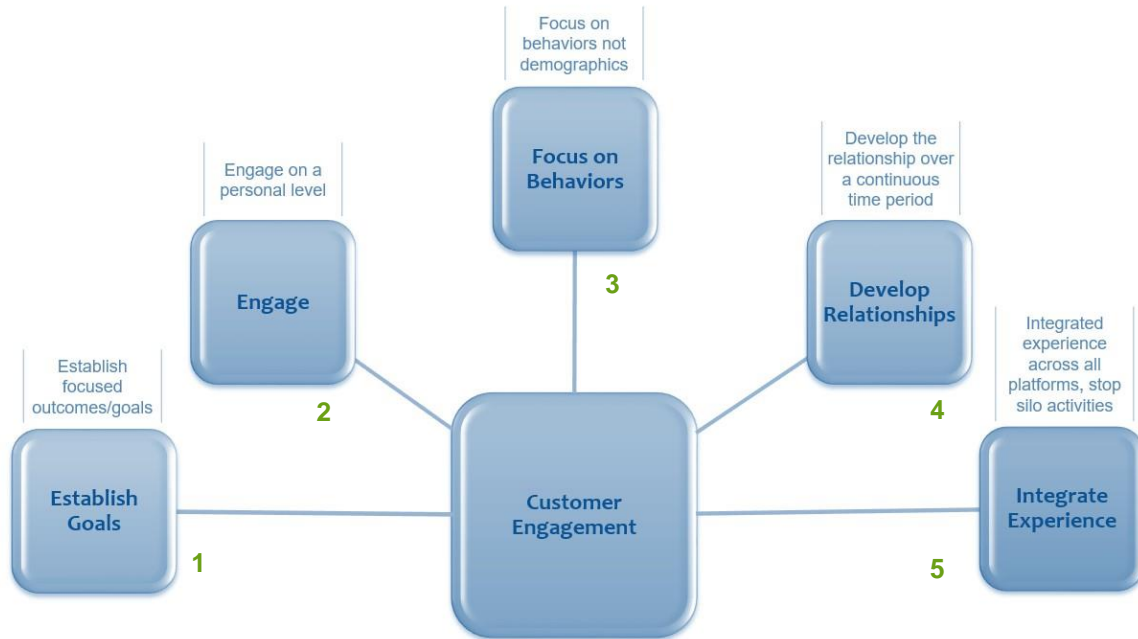 Establish
focused
outcomes/goals
Establish
Goals
1
Engage on a
personal level
Engage
2
Focus on
behaviors not
demographics
Focus on
Behaviors
3
Develop the
relationship over
a continuous
time period
Develop
Relationships
4
Integrated
experience
across all
platforms, stop
silo activities
Integrate
Experience
5
Customer
Engagement